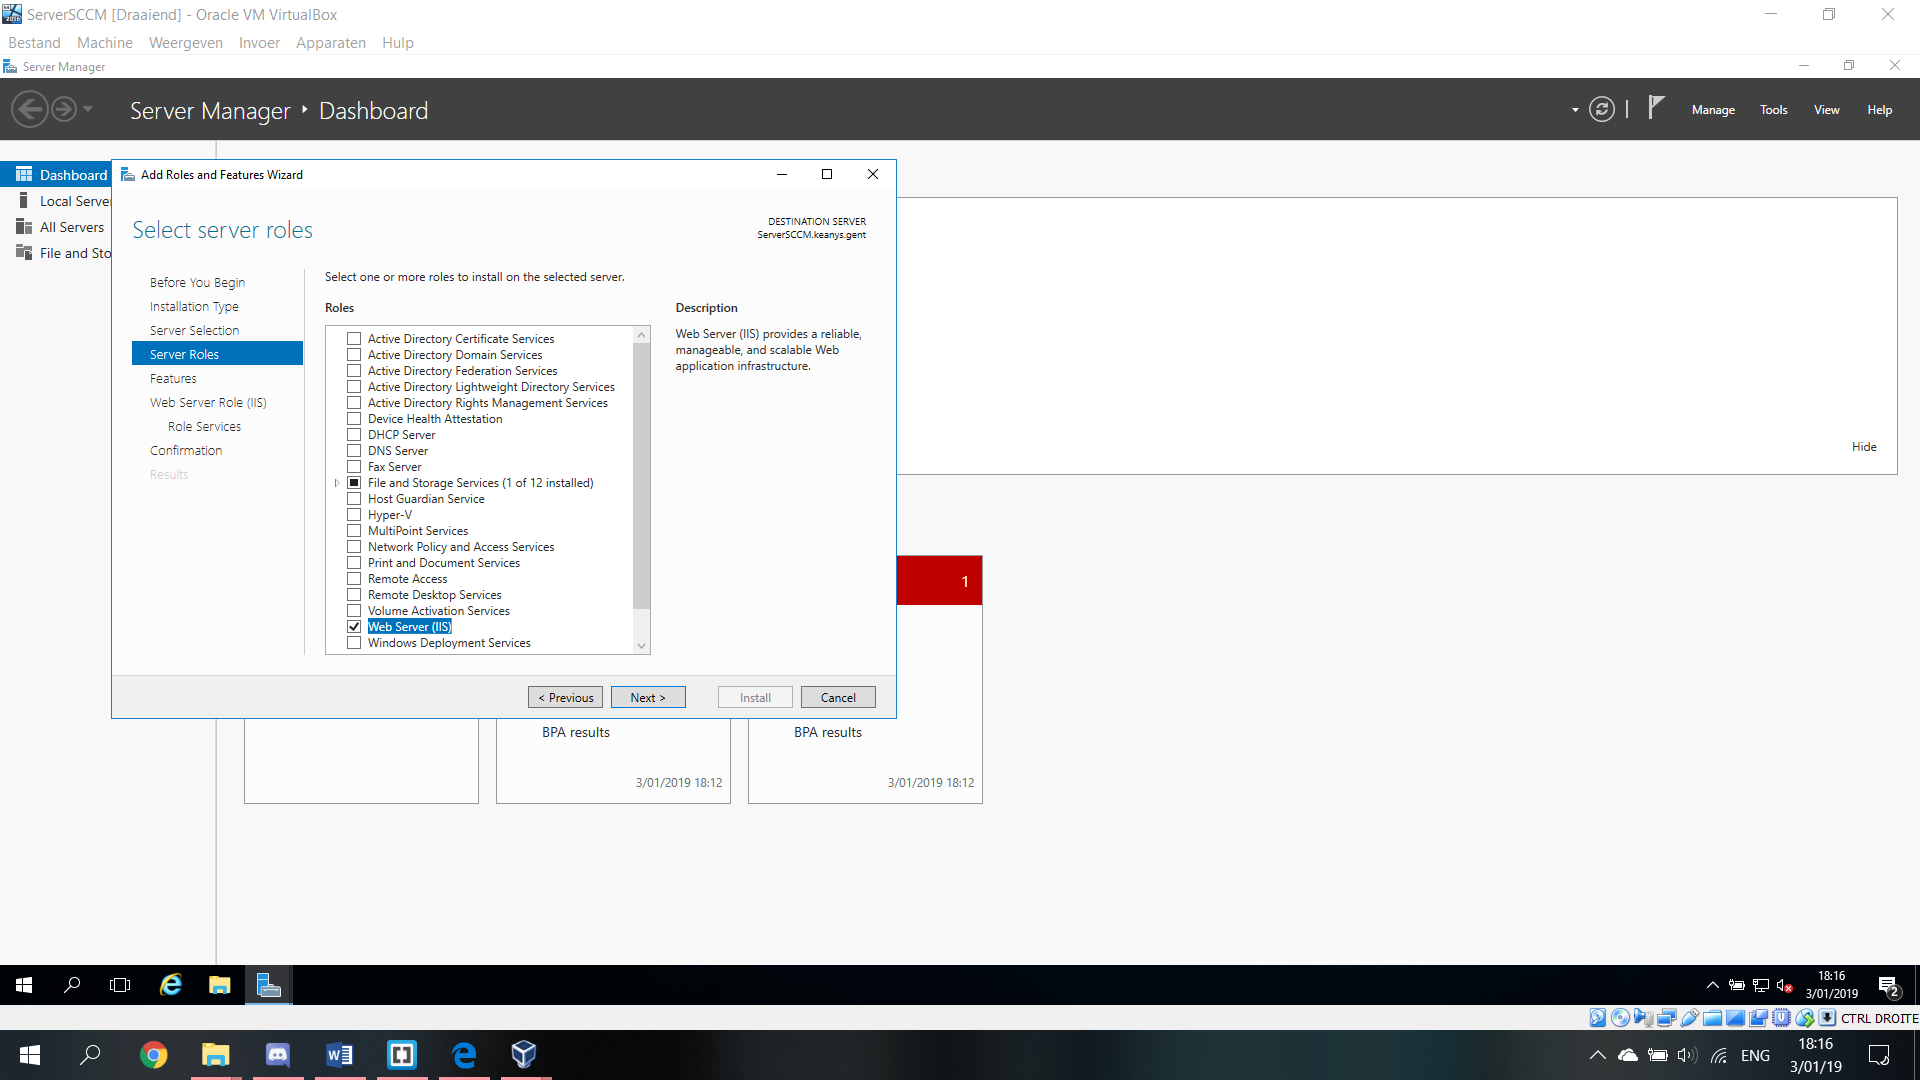 ServerSCCM [Draaiend] - Oracle VM VirtualBox
Bestand Machine Weergeven Invoer Apparaten Hulp
Server Manager
Server Manager Dashboard
Manage Tools View Help
Dashboard
Local Server
All Servers
File and Sto
Add Roles and Features Wizard
Select server roles
DESTINATION SERVER
ServerSCCM.keanys.gent
Before You Begin
Installation Type
Server Selection
Server Roles
Features
Web Server Role (IIS)
Role Services
Confirmation
Results
Select one or more roles to install on the selected server.
Roles
Active Directory Certificate Services
Active Directory Domain Services
Active Directory Federation Services
Active Directory Lightweight Directory Services
Active Directory Rights Management Services
Device Health Attestation
DHCP Server
DNS Server
Fax Server
File and Storage Services (1 of 12 installed)
Host Guardian Service
Hyper-V
MultiPoint Services
Network Policy and Access Services
Print and Document Services
Remote Access
Remote Desktop Services
Volume Activation Services
Web Server (IIS)
Windows Deployment Services
Description
Web Server (IIS) provides a reliable,
manageable, and scalable Web
application infrastructure.
< Previous
Next >
Install
Cancel
Hide
1
BPA results
3/01/2019 18:12
BPA results
3/01/2019 18:12
18:16
3/01/2019
2
CTRL DROITE
ENG
18:16
3/01/19